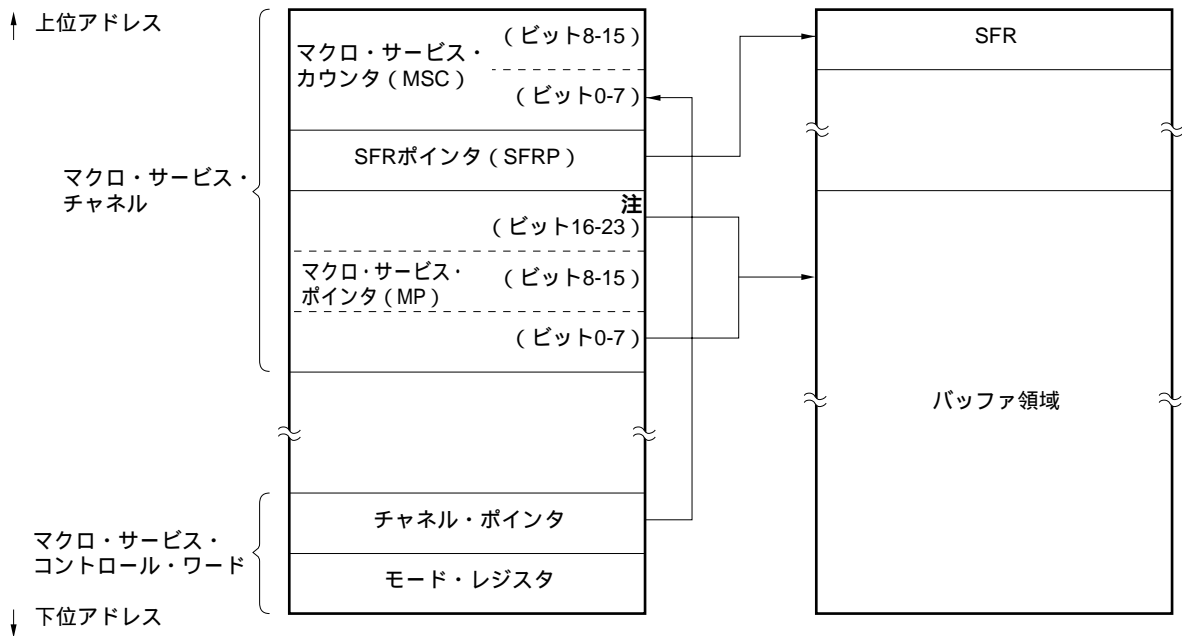 上位アドレス
マクロ・サービス・
チャネル
マクロ・サービス・
カウンタ（MSC）
（ビット8-15）
（ビット0-7）
SFRポインタ（SFRP）
注
（ビット16-23）
マクロ・サービス・
ポインタ（MP）
（ビット8-15）
（ビット0-7）
マクロ・サービス・
コントロール・ワード
チャネル・ポインタ
モード・レジスタ
下位アドレス
SFR
バッファ領域